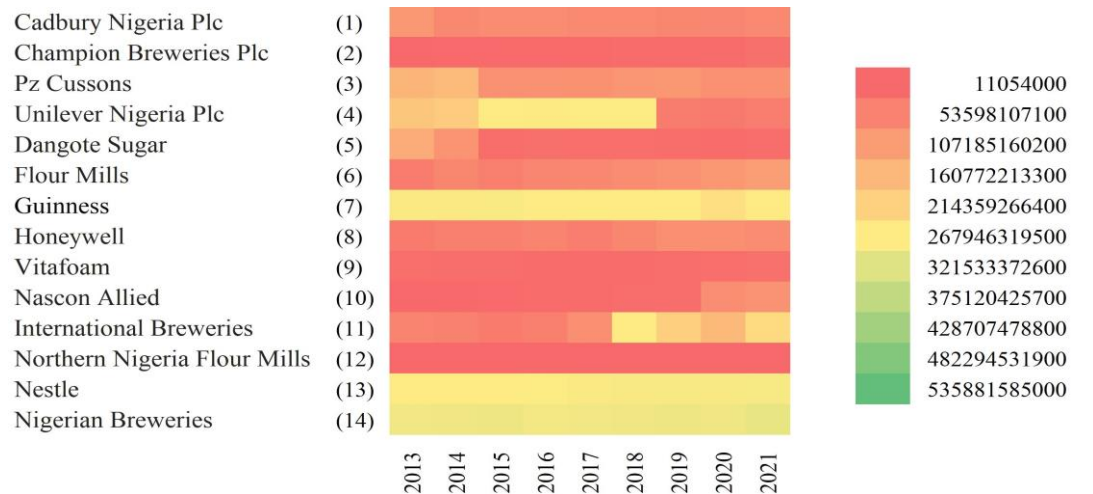 Cadbury Nigeria Plc (1)
Champion Breweries Plc (2)
Pz Cussons (3)
Unilever Nigeria Plc (4)
Dangote Sugar (5)
Flour Mills (6)
Guinness (7)
Honeywell (8)
Vitafoam (9)
Nascon Allied (10)
International Breweries (11)
Northern Nigeria Flour Mills (12)
Nestle (13)
Nigerian Breweries (14)
2013 2014 2015 2016 2017 2018 2019 2020 2021
11054000
53598107100
107185160200
160772213300
214359266400
267946319500
321533372600
375120425700
428707478800
482294531900
535881585000